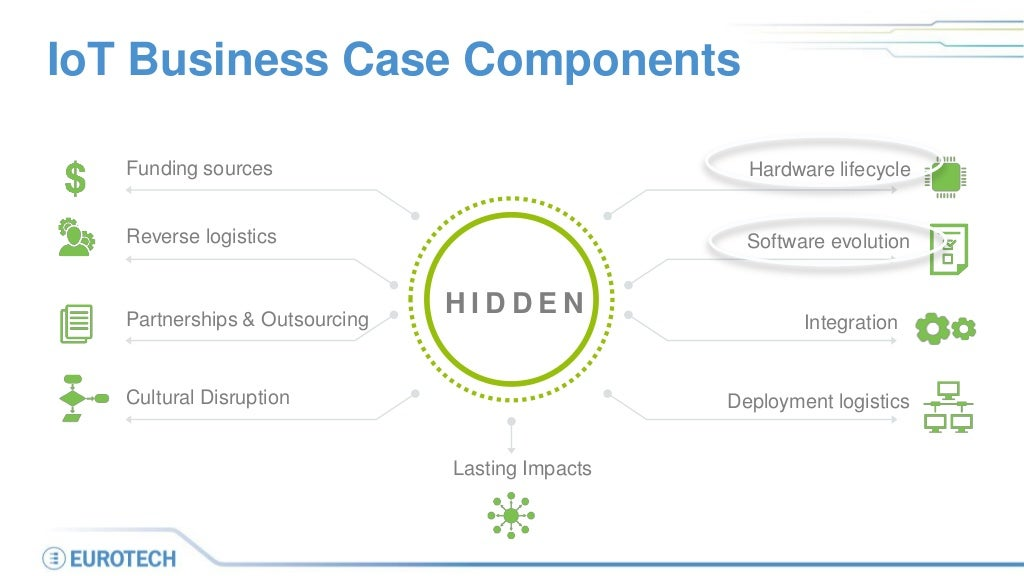 IoT Business Case Components
Funding sources
Reverse logistics
Partnerships & Outsourcing
Cultural Disruption
HIDDEN
Hardware lifecycle
Software evolution
Integration
Deployment logistics
Lasting Impacts
$
EUROTECH